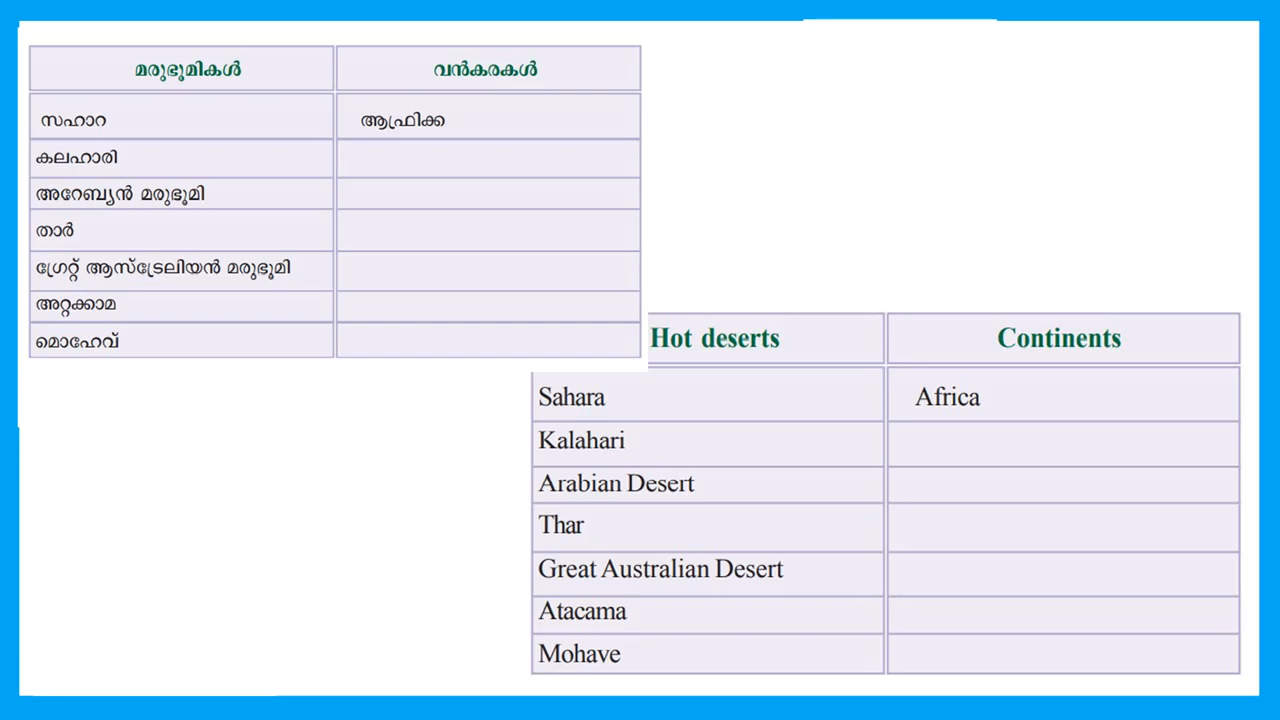 മരുഭൂമികൾ വൻകരകൾ
സഹാറ ആഫ്രിക്ക
കലഹാരി
അറേബ്യൻ മരുഭൂമി
താർ
ഗ്രേറ്റ് ആസ്ട്രേലിയൻ മരുഭൂമി
അറ്റക്കാമ
മൊഹേവ്
Hot deserts Continents
Sahara Africa
Kalahari
Arabian Desert
Thar
Great Australian Desert
Atacama
Mohave